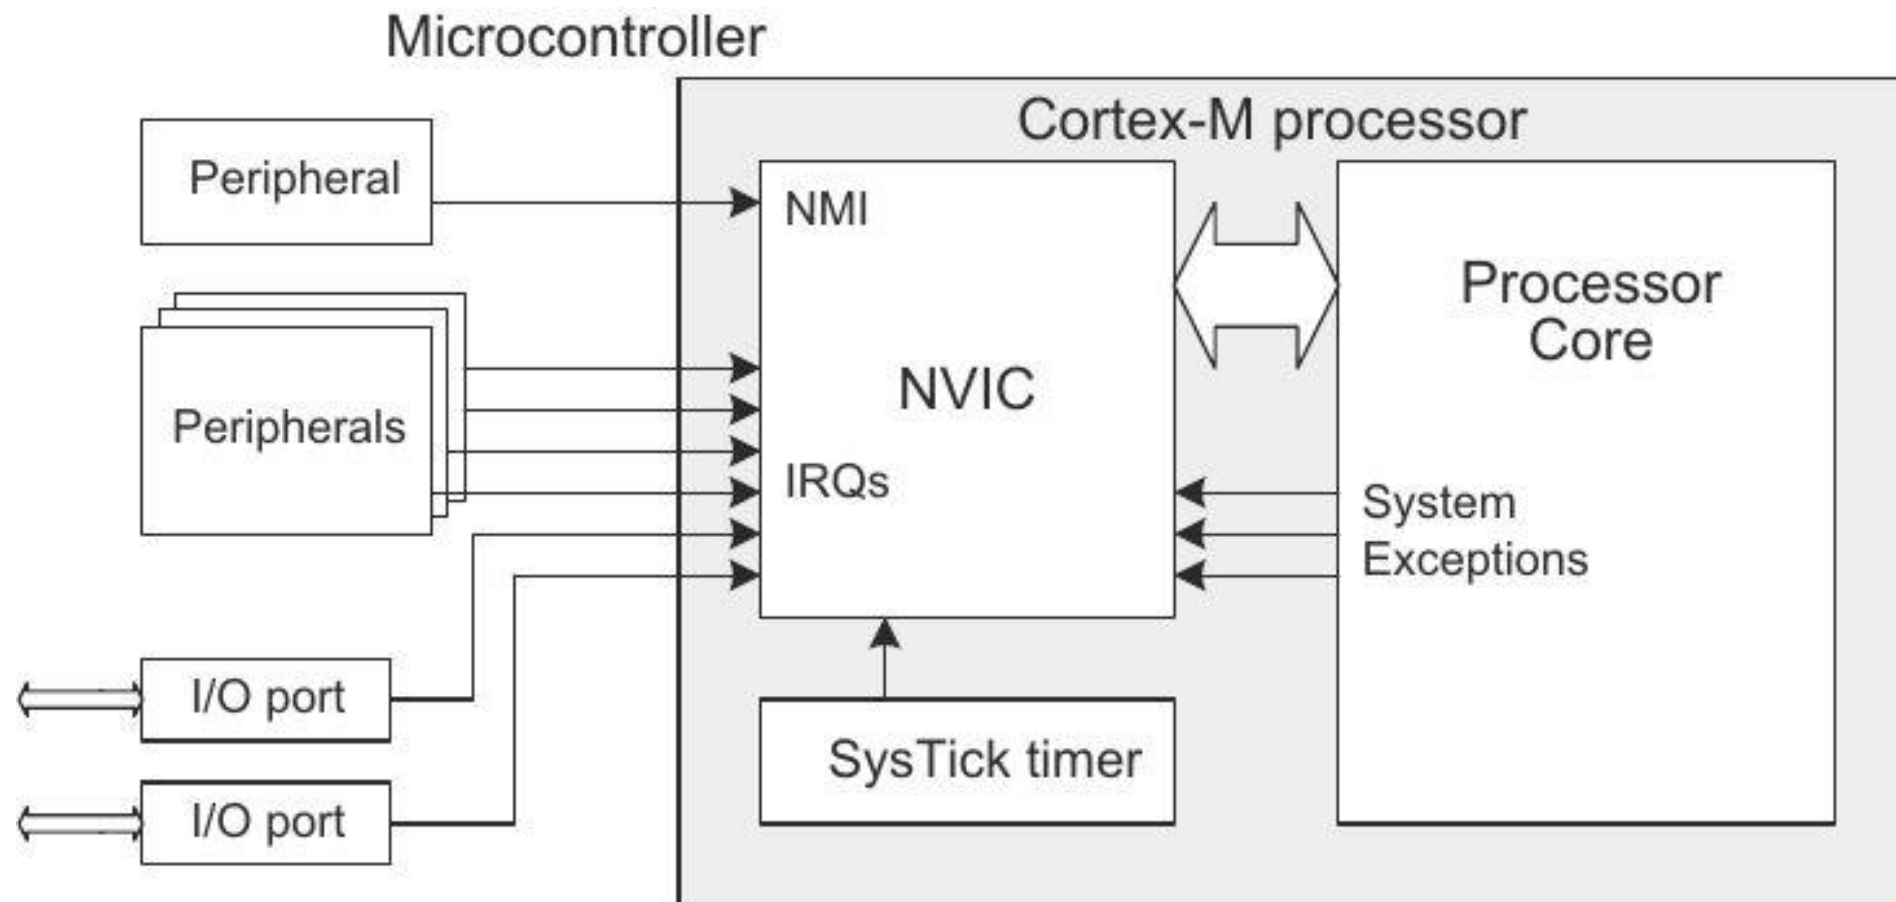 Microcontroller
Cortex-M processor
Peripheral
NMI
Processor
Core
NVIC
Peripherals
IRQs
System
Exceptions
I/O port
SysTick timer
I/O port